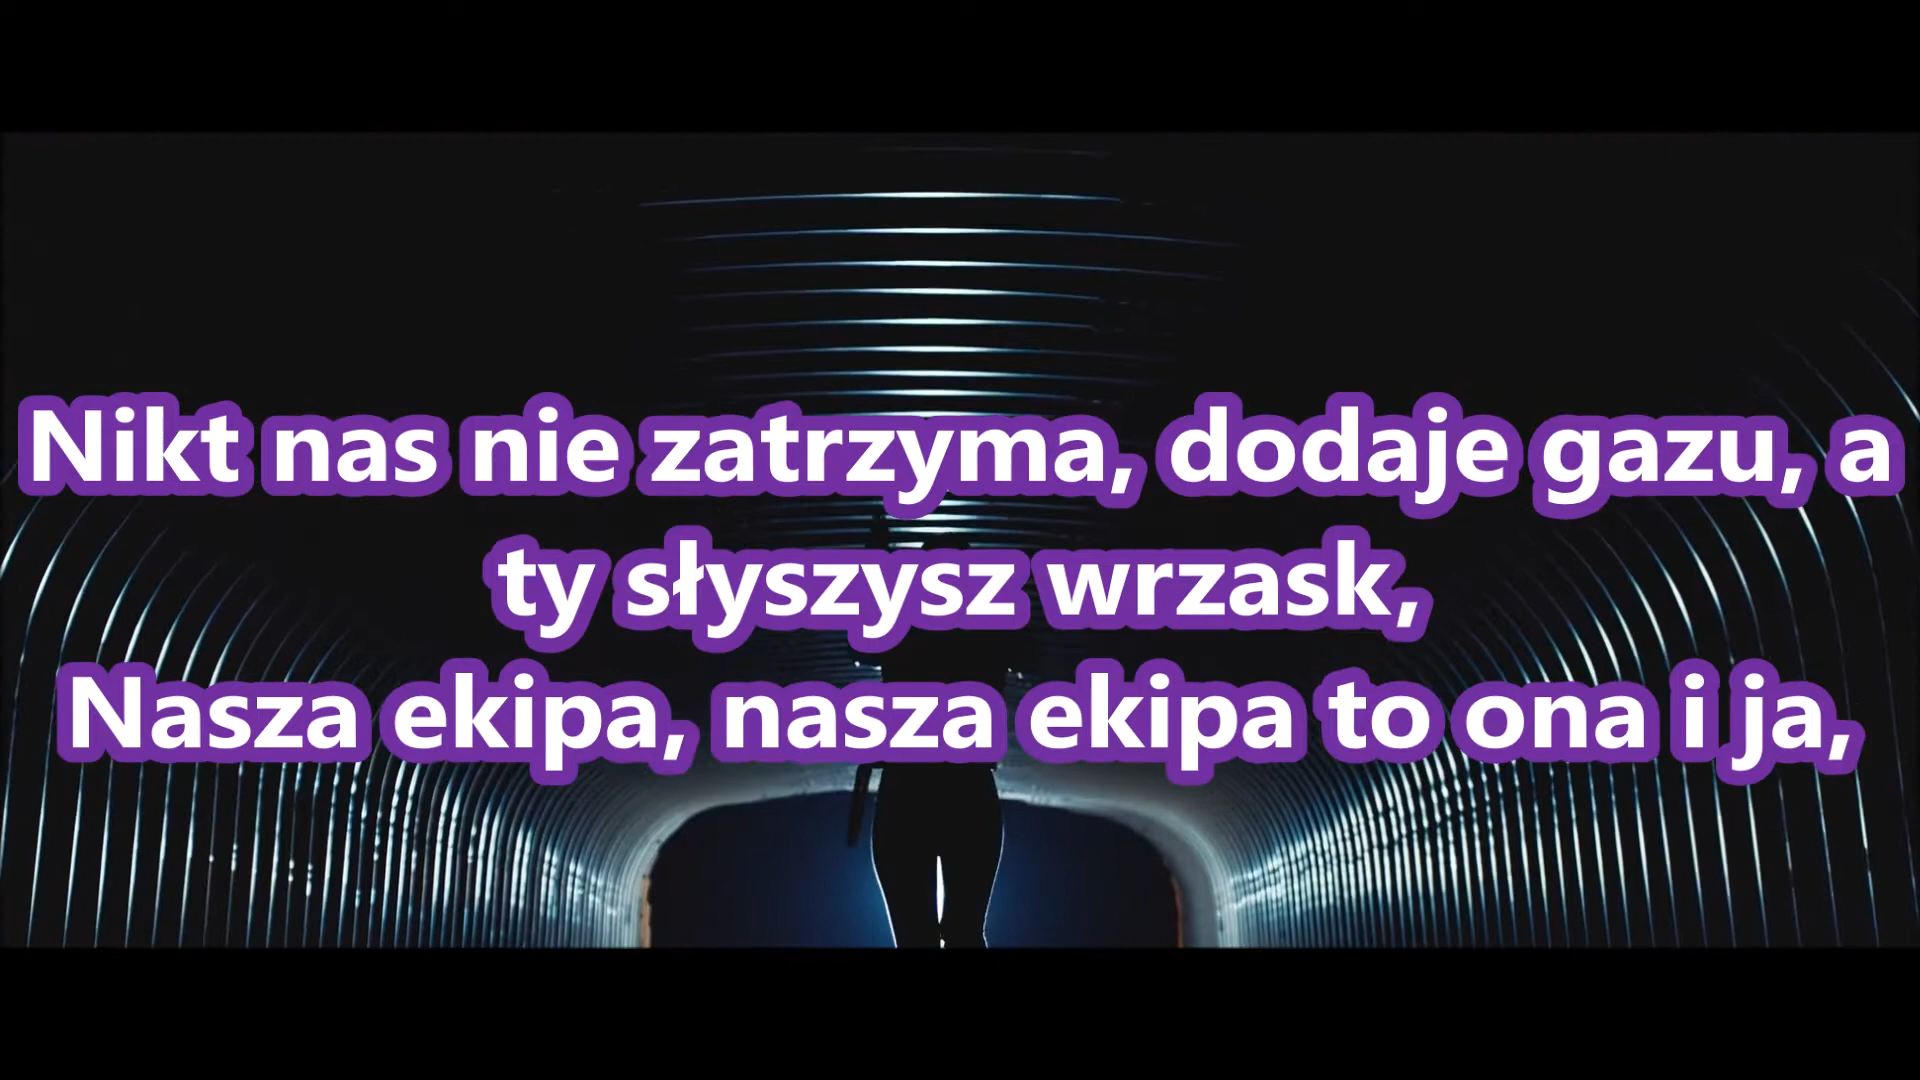 Nikt nas nie zatrzyma, dodaje gazu, a
ty słyszysz wrzask,
Nasza ekipa, nasza ekipa to ona i ja,